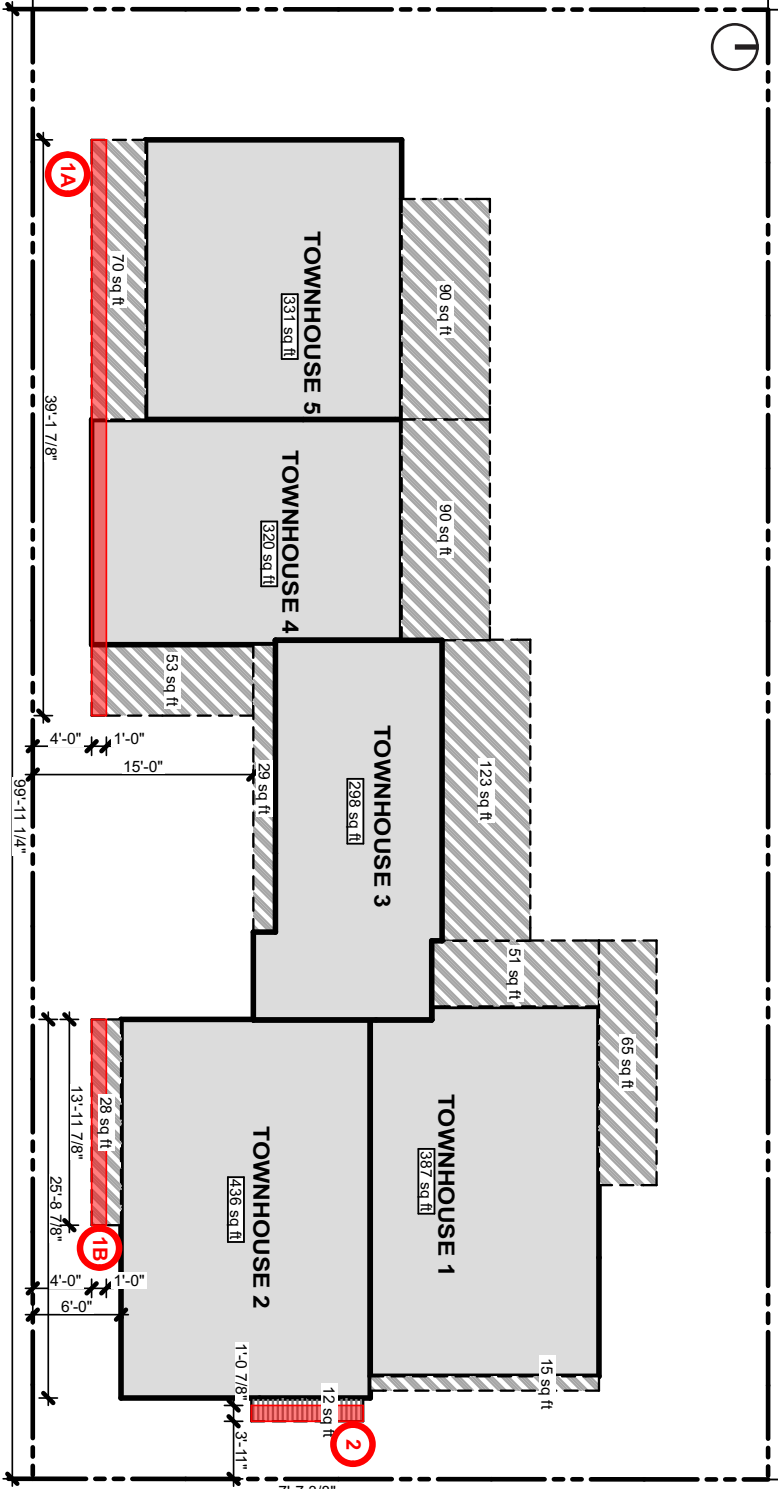 1A
70 sq ft
TOWNHOUSE 5
331 sq ft
90 sq ft
39'-1 7/8"
TOWNHOUSE 4
320 sq ft
90 sq ft
53 sq ft
4'-0"
1'-0"
15'-0"
99'-11 1/4"
29 sq ft
TOWNHOUSE 3
298 sq ft
123 sq ft
51 sq ft
65 sq ft
28 sq ft
13'-11 7/8"
25'-8 7/8"
1B
4'-0"
1'-0"
6'-0"
TOWNHOUSE 2
436 sq ft
TOWNHOUSE 1
387 sq ft
15 sq ft
12 sq ft
1'-0 7/8"
2
3'-11"